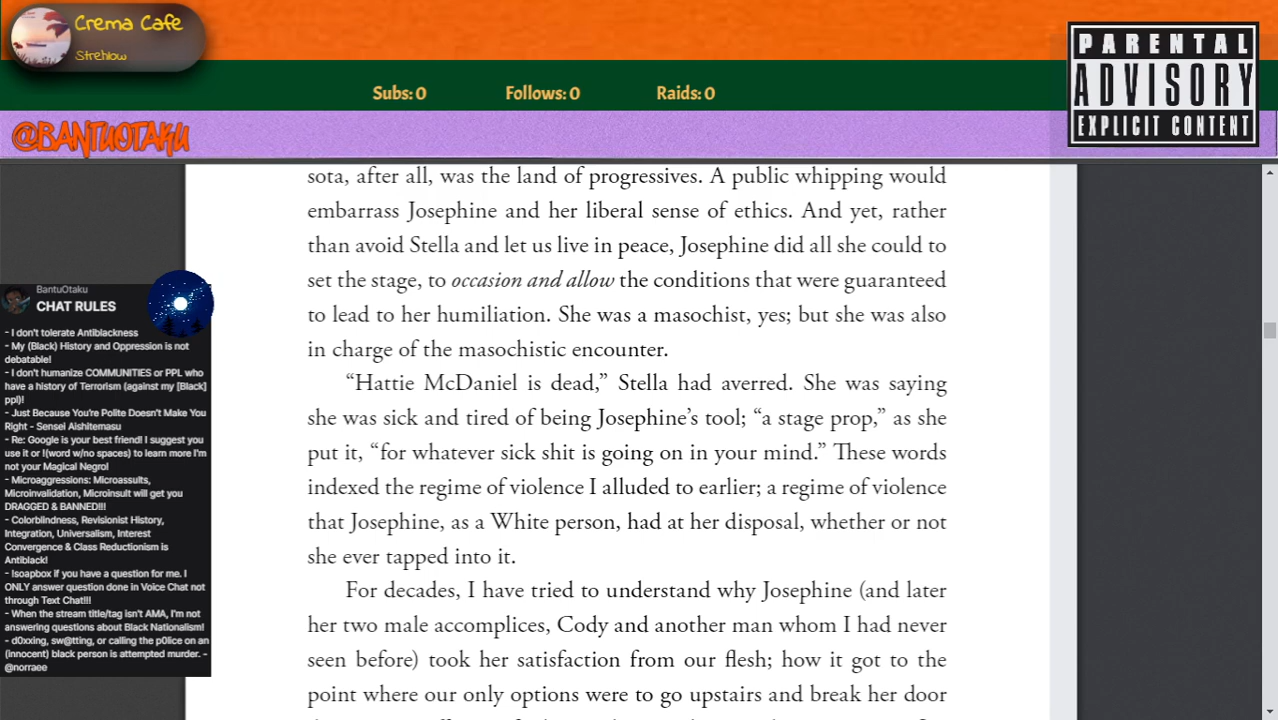 Crema Cafe
Strehlow
Subs: 0
Follows: 0
Raids: 0
PARENTAL
ADVISORY
EXPLICIT CONTENT
@BANTUOTAKU
sota, after all, was the land of progressives. A public whipping would
embarrass Josephine and her liberal sense of ethics. And yet, rather
than avoid Stella and let us live in peace, Josephine did all she could to
set the stage, to occasion and allow the conditions that were guaranteed
to lead to her humiliation. She was a masochist, yes; but she was also
in charge of the masochistic encounter.
“Hattie McDaniel is dead,” Stella had averred. She was saying
she was sick and tired of being Josephine’s tool; “a stage prop,” as she
put it, “for whatever sick shit is going on in your mind.” These words
indexed the regime of violence I alluded to earlier; a regime of violence
that Josephine, as a White person, had at her disposal, whether or not
she ever tapped into it.
For decades, I have tried to understand why Josephine (and later
her two male accomplices, Cody and another man whom I had never
seen before) took her satisfaction from our flesh; how it got to the
point where our only options were to go upstairs and break her door
BantuOtaku
CHAT RULES
- I don't tolerate Antiblackness
- My (Black) History and Oppression is not
debatable!
- I don't humanize COMMUNITIES or PPL who
have a history of Terrorism (against my [Black]
ppl)!
- Just Because You're Polite Doesn't Make You
Right - Sensei Aishitemasu
- Re: Google is your best friend! I suggest you
use it or !(word w/no spaces) to learn more I'm
not your Magical Negro!
- Microaggressions: Microassults,
Microinvalidation, Microinsult will get you
DRAGGED & BANNED!!!
- Colorblindness, Revisionist History,
Integration, Universalism, Interest
Convergence & Class Reductionism is
Antiblack!
- Isoapbox if you have a question for me. I
ONLY answer question done in Voice Chat not
through Text Chat!!!
- When the stream title/tag isn't AMA, I'm not
answering questions about Black Nationalism!
- d0xxing, sw@tting, or calling the p0lice on an
(innocent) black person is attempted murder. -
@norraee